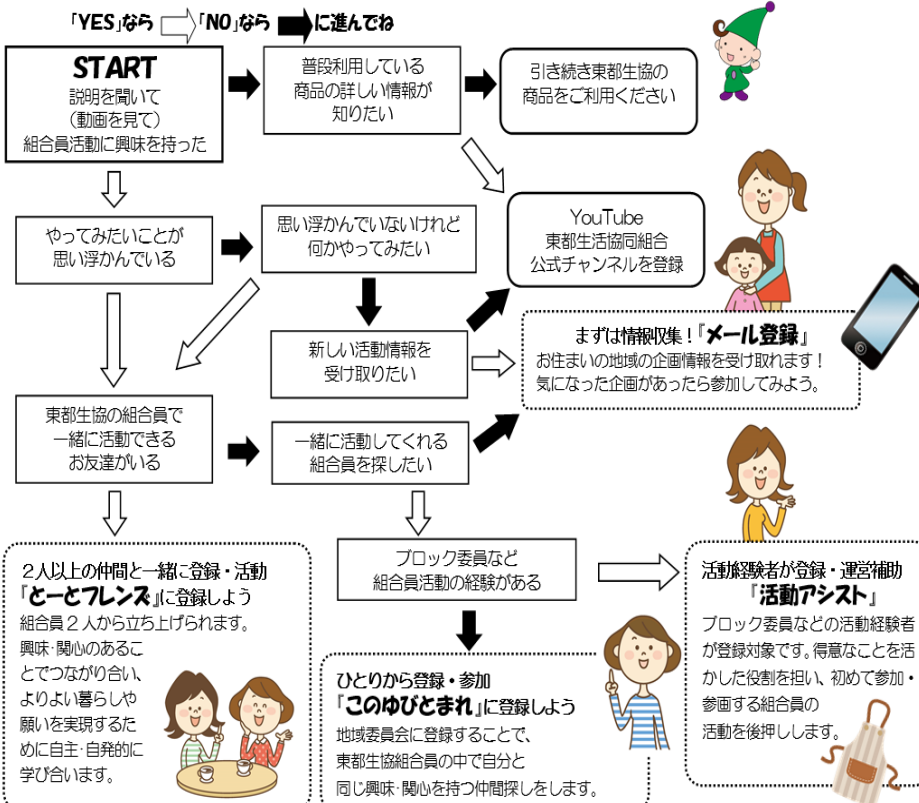 「YES」なら 「NO」なら に進んでね
START
説明を聞いて
（動画を見て）
組合員活動に興味を持った
普段利用している
商品の詳しい情報が
知りたい
引き続き東都生協の
商品をご利用ください
やってみたいことが
思い浮かんでいる
思い浮かんでいないけれど
何かやってみたい
YouTube
東都生活協同組合
公式チャンネルを登録
新しい活動情報を
受け取りたい
まずは情報収集！『メール登録』
お住まいの地域の企画情報を受け取れます！
気になった企画があったら参加してみよう。
東都生協の組合員で
一緒に活動できる
お友達がいる
一緒に活動してくれる
組合員を探したい
ブロック委員など
組合員活動の経験がある
２人以上の仲間と一緒に登録・活動
『とーとフレンズ』に登録しよう
組合員２人から立ち上げられます。
興味・関心のあるこ
とでつながり合い、
よりよい暮らしや
願いを実現するた
めに自主・自発的に
学び合います。
ひとりから登録・参加
『このゆびとまれ』に登録しよう
地域委員会に登録することで、
東都生協組合員の中で自分と
同じ興味・関心を持つ仲間探しをします。
活動経験者が登録・運営補助
『活動アシスト』
ブロック委員などの活動経験者
が登録対象です。得意なことを活
かした役割を担い、初めて参加・
参画する組合員の
活動を後押しします。